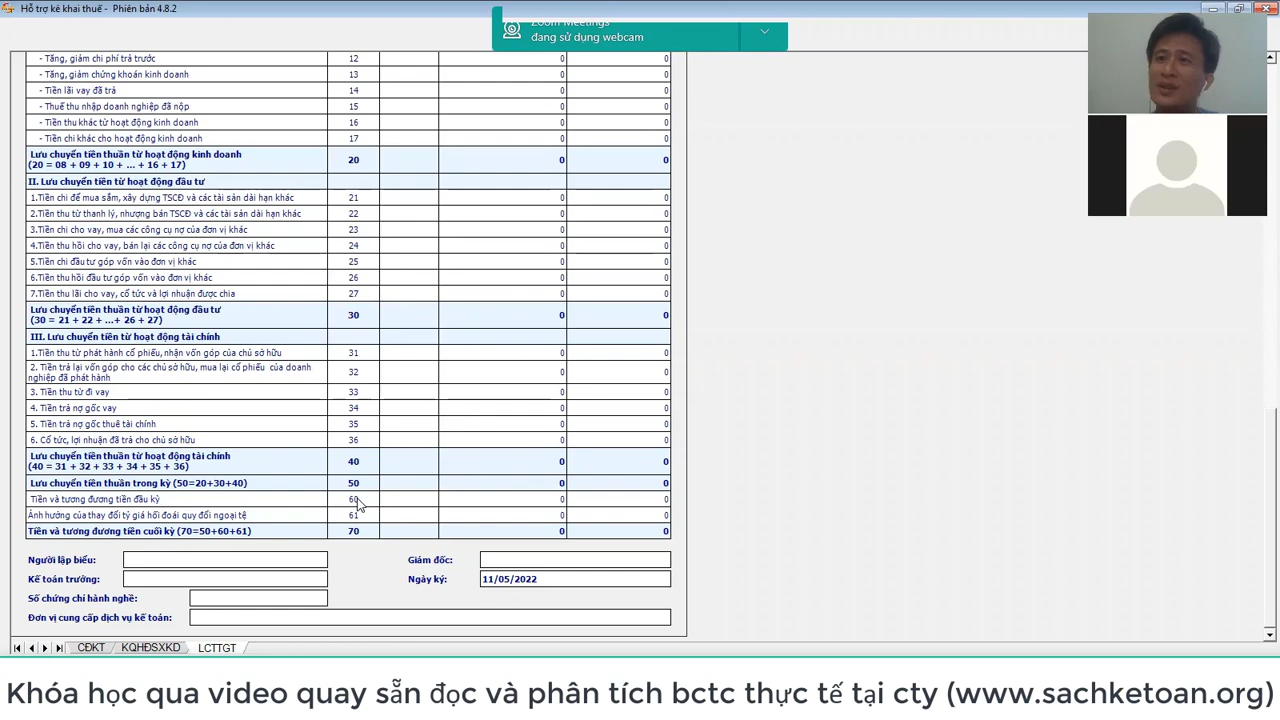 Hỗ trợ kê khai thuế - Phiên bản 4.8.2
Zoom Meetings
đang sử dụng webcam
- Tăng, giảm chi phí trả trước 12 0 0
- Tăng, giảm chứng khoán kinh doanh 13 0 0
- Tiền lãi vay đã trả 14 0 0
- Thuế thu nhập doanh nghiệp đã nộp 15 0 0
- Tiền thu khác từ hoạt động kinh doanh 16 0 0
- Tiền chi khác cho hoạt động kinh doanh 17 0 0
Lưu chuyển tiền thuần từ hoạt động kinh doanh
(20 = 08 + 09 + 10 + ... + 16 + 17) 20 0 0
II. Lưu chuyển tiền từ hoạt động đầu tư
1.Tiền chi để mua sắm, xây dựng TSCĐ và các tài sản dài hạn khác 21 0 0
2.Tiền thu từ thanh lý, nhượng bán TSCĐ và các tài sản dài hạn khác 22 0 0
3.Tiền chi cho vay, mua các công cụ nợ của đơn vị khác 23 0 0
4.Tiền thu hồi cho vay, bán lại các công cụ nợ của đơn vị khác 24 0 0
5.Tiền chi đầu tư góp vốn vào đơn vị khác 25 0 0
6.Tiền thu hồi đầu tư góp vốn vào đơn vị khác 26 0 0
7.Tiền thu lãi cho vay, cổ tức và lợi nhuận được chia 27 0 0
Lưu chuyển tiền thuần từ hoạt động đầu tư
(30 = 21 + 22 + ...+ 26 + 27) 30 0 0
III. Lưu chuyển tiền từ hoạt động tài chính
1.Tiền thu từ phát hành cổ phiếu, nhận vốn góp của chủ sở hữu 31 0 0
2. Tiền trả lại vốn góp cho các chủ sở hữu, mua lại cổ phiếu của doanh
nghiệp đã phát hành 32 0 0
3. Tiền thu từ đi vay 33 0 0
4. Tiền trả nợ gốc vay 34 0 0
5. Tiền trả nợ gốc thuê tài chính 35 0 0
6. Cổ tức, lợi nhuận đã trả cho chủ sở hữu 36 0 0
Lưu chuyển tiền thuần từ hoạt động tài chính
(40 = 31 + 32 + 33 + 34 + 35 + 36) 40 0 0
Lưu chuyển tiền thuần trong kỳ (50=20+30+40) 50 0 0
Tiền và tương đương tiền đầu kỳ 60 0 0
Ảnh hưởng của thay đổi tỷ giá hối đoái quy đổi ngoại tệ 61 0 0
Tiền và tương đương tiền cuối kỳ (70=50+60+61) 70 0 0
Người lập biểu: Giám đốc:
Kế toán trưởng: Ngày ký: 11/05/2022
Số chứng chỉ hành nghề:
Đơn vị cung cấp dịch vụ kế toán:
CĐKT KQHĐSXKD LCTTGT
Khóa học qua video quay sẵn đọc và phân tích bctc thực tế tại cty (www.sachketoan.org)